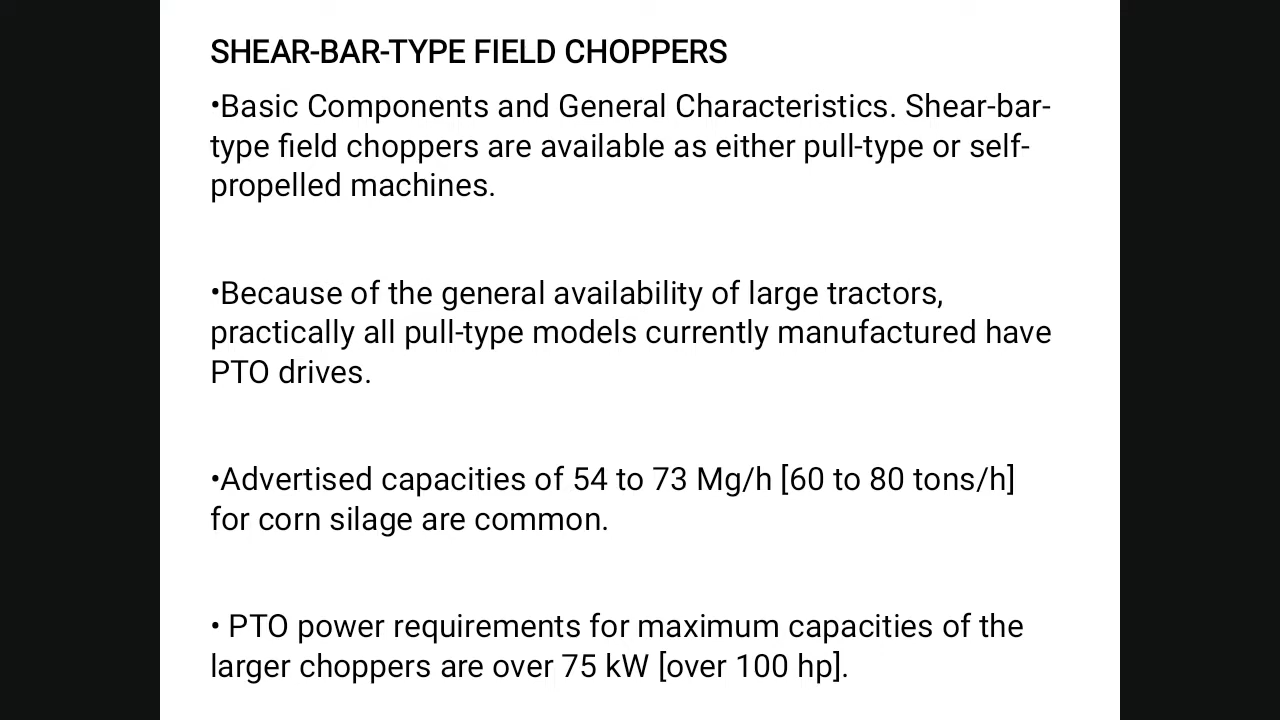 SHEAR-BAR-TYPE FIELD CHOPPERS
•Basic Components and General Characteristics. Shear-bar-
type field choppers are available as either pull-type or self-
propelled machines.
•Because of the general availability of large tractors,
practically all pull-type models currently manufactured have
PTO drives.
•Advertised capacities of 54 to 73 Mg/h [60 to 80 tons/h]
for corn silage are common.
• PTO power requirements for maximum capacities of the
larger choppers are over 75 kW [over 100 hp].